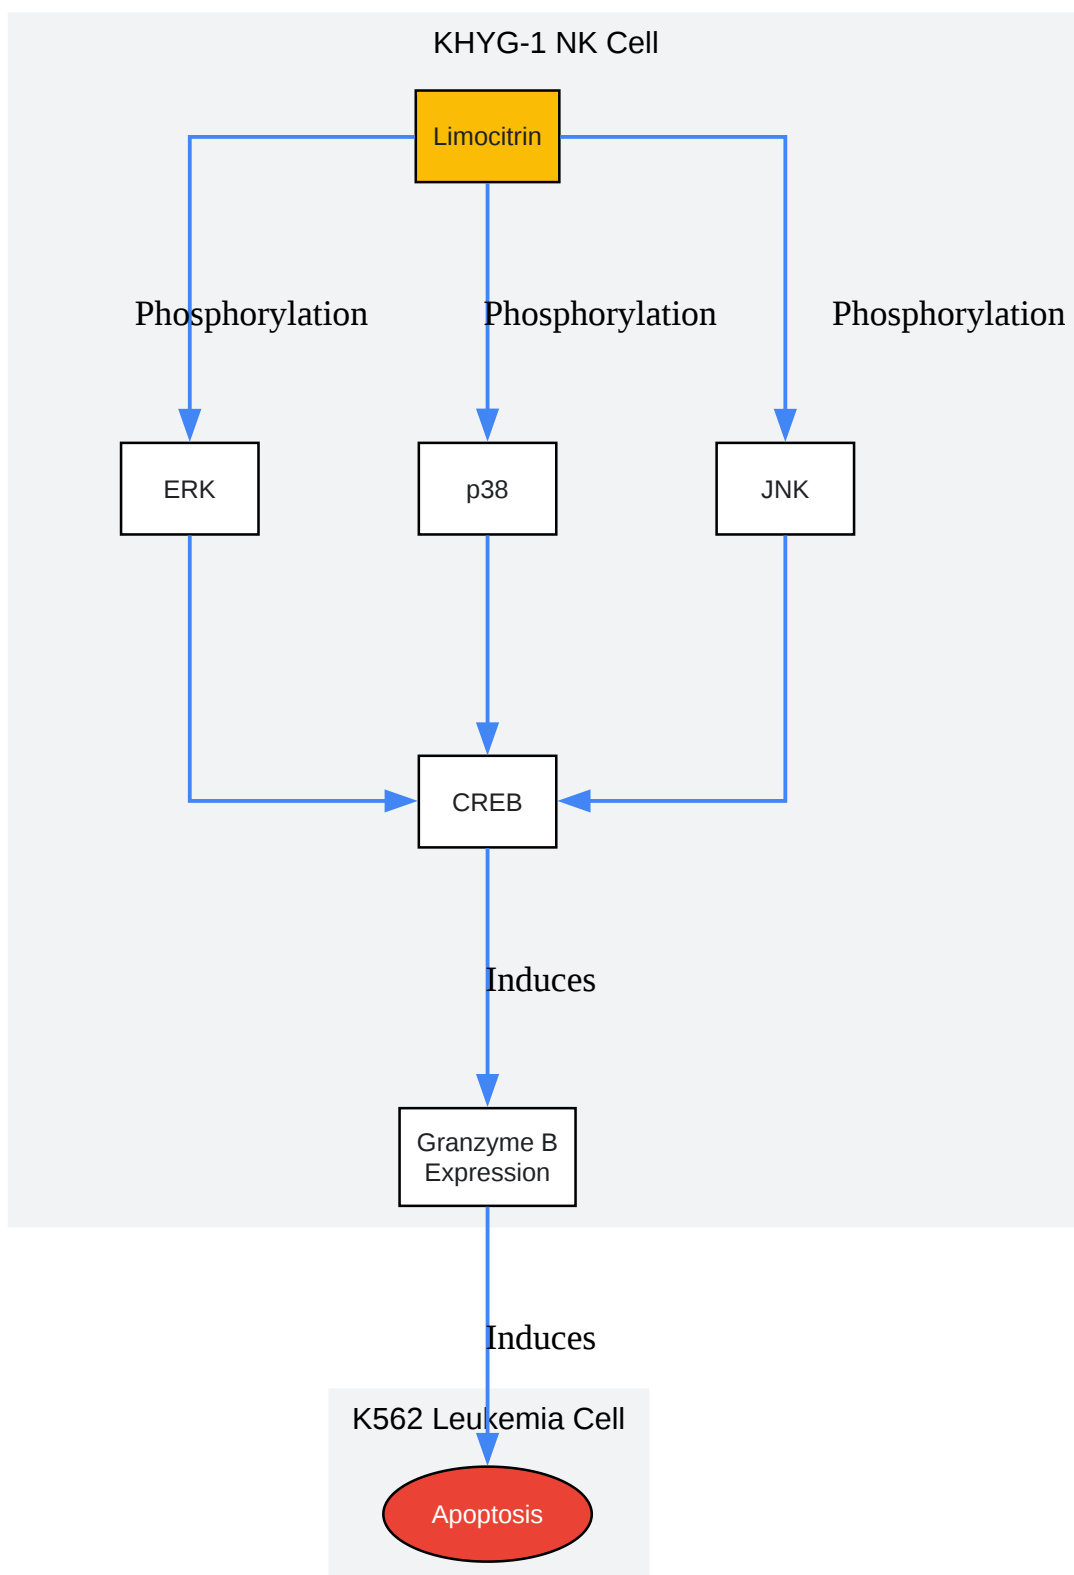 KHYG-1 NK Cell
Limocitrin
Phosphorylation
Phosphorylation
Phosphorylation
ERK
p38
JNK
CREB
Induces
Granzyme B
Expression
Induces
K562 Leukemia Cell
Apoptosis